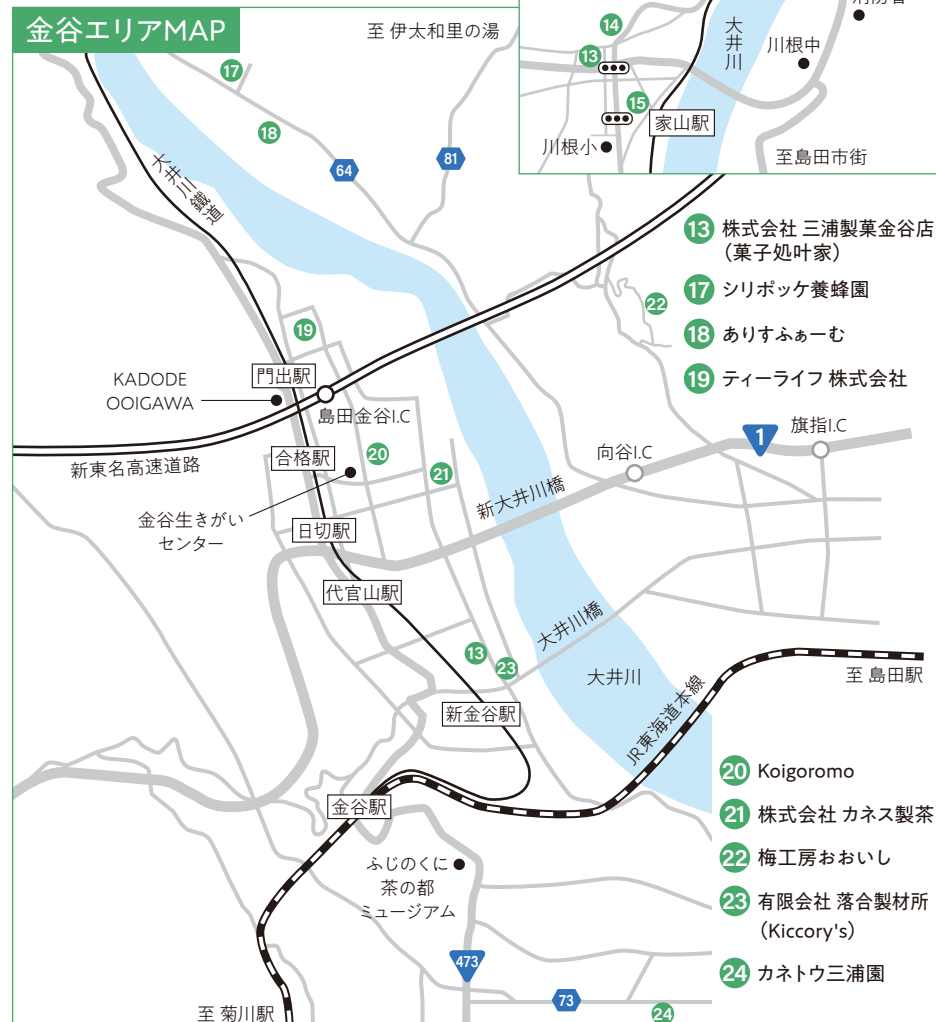 金谷エリアMAP
至 伊太和里の湯
14
13
15
大井川
川根中
家山駅
川根小
至島田市街
17
18
64
81
大井川鐵道
13 株式会社 三浦製菓金谷店
（菓子処叶家）
17 シリポッケ養蜂園
18 ありすふぁーむ
19 ティーライフ 株式会社
22
19
門出駅
KADODE
OOIGAWA
島田金谷I.C
新東名高速道路
合格駅
20
21
金谷生きがい
センター
日切駅
代官山駅
新大井川橋
向谷I.C
1
旗指I.C
大井川橋
13
23
大井川
新金谷駅
JR東海道本線
至 島田駅
金谷駅
ふじのくに
茶の都
ミュージアム
20 Koigoromo
21 株式会社 カネス製茶
22 梅工房おおいし
23 有限会社 落合製材所
（Kiccory's）
24 カネトウ三浦園
473
73
24
至 菊川駅